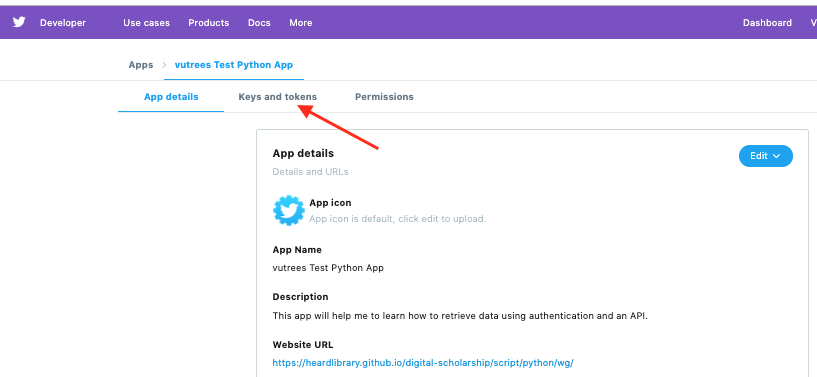 Developer Use cases Products Docs More Dashboard
Apps vutrees Test Python App
App details Keys and tokens Permissions
App details
Edit
Details and URLs
App icon
App icon is default, click edit to upload.
App Name
vutrees Test Python App
Description
This app will help me to learn how to retrieve data using authentication and an API.
Website URL
https://heardlibrary.github.io/digital-scholarship/script/python/wg/